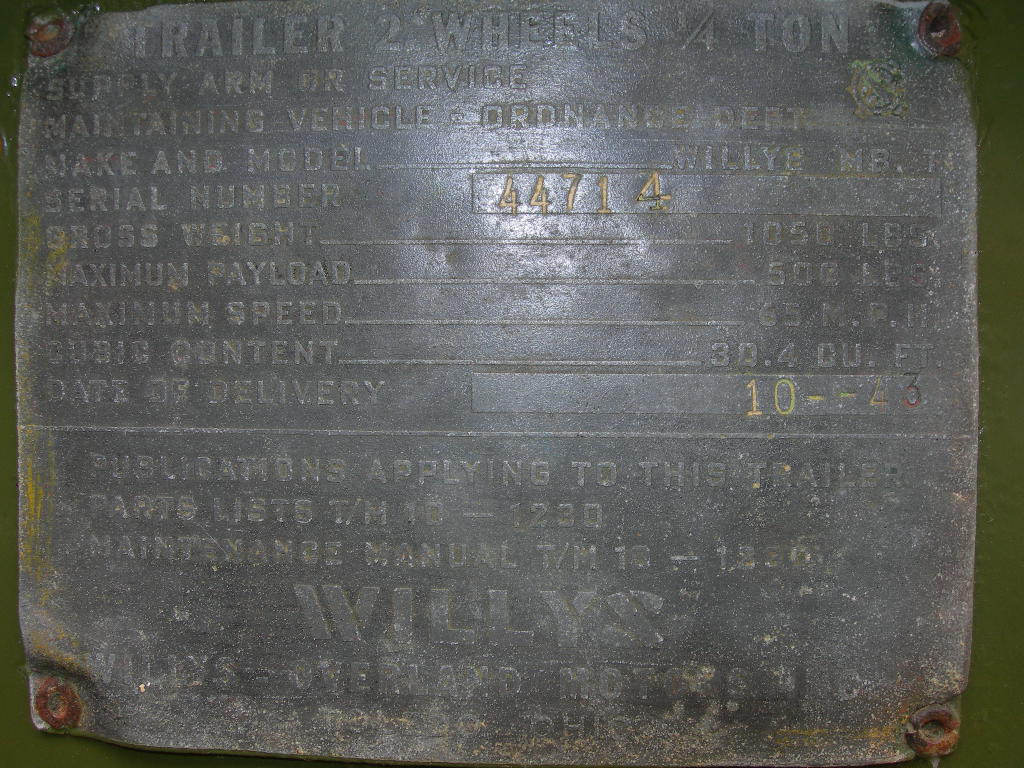 TRAILER 2 WHEELS 1/4 TON
SUPPLY ARM OR SERVICE
MAINTAINING VEHICLE - ORDNANCE DEPT.
MAKE AND MODEL WILLYS MB.T
SERIAL NUMBER 44714
GROSS WEIGHT 1050 LBS.
MAXIMUM PAYLOAD 500 LBS.
MAXIMUM SPEED 65 M.P.H.
CUBIC CONTENT 30.4 CU. FT.
DATE OF DELIVERY 10--43
PUBLICATIONS APPLYING TO THIS TRAILER
PARTS LISTS T/M 10 — 1230
MAINTENANCE MANUAL T/M 10 —
WILLYS
WILLYS - OVERLAND MOTORS INC
TOLEDO OHIO